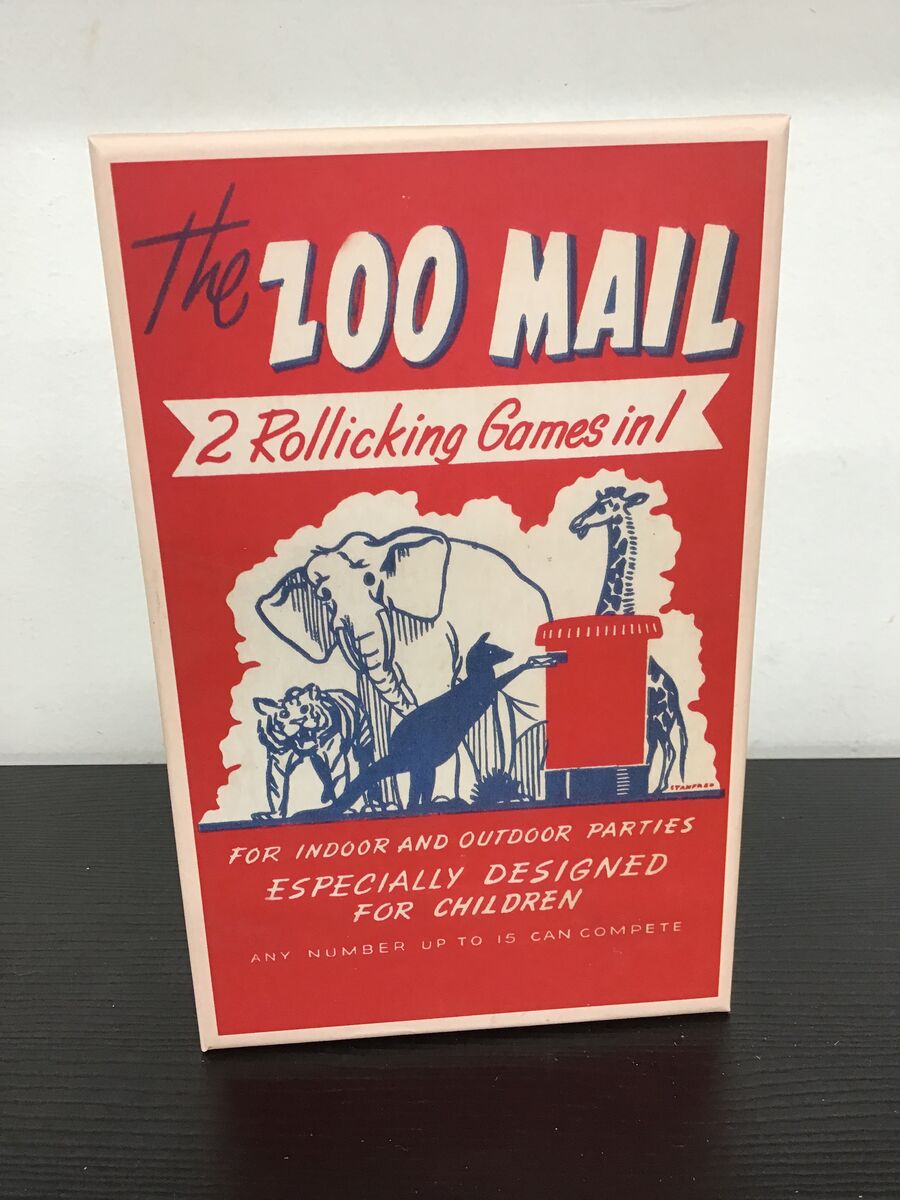 The ZOO MAIL
2 Rollicking Games in 1
STANFRED
FOR INDOOR AND OUTDOOR PARTIES
ESPECIALLY DESIGNED
FOR CHILDREN
ANY NUMBER UP TO 15 CAN COMPETE